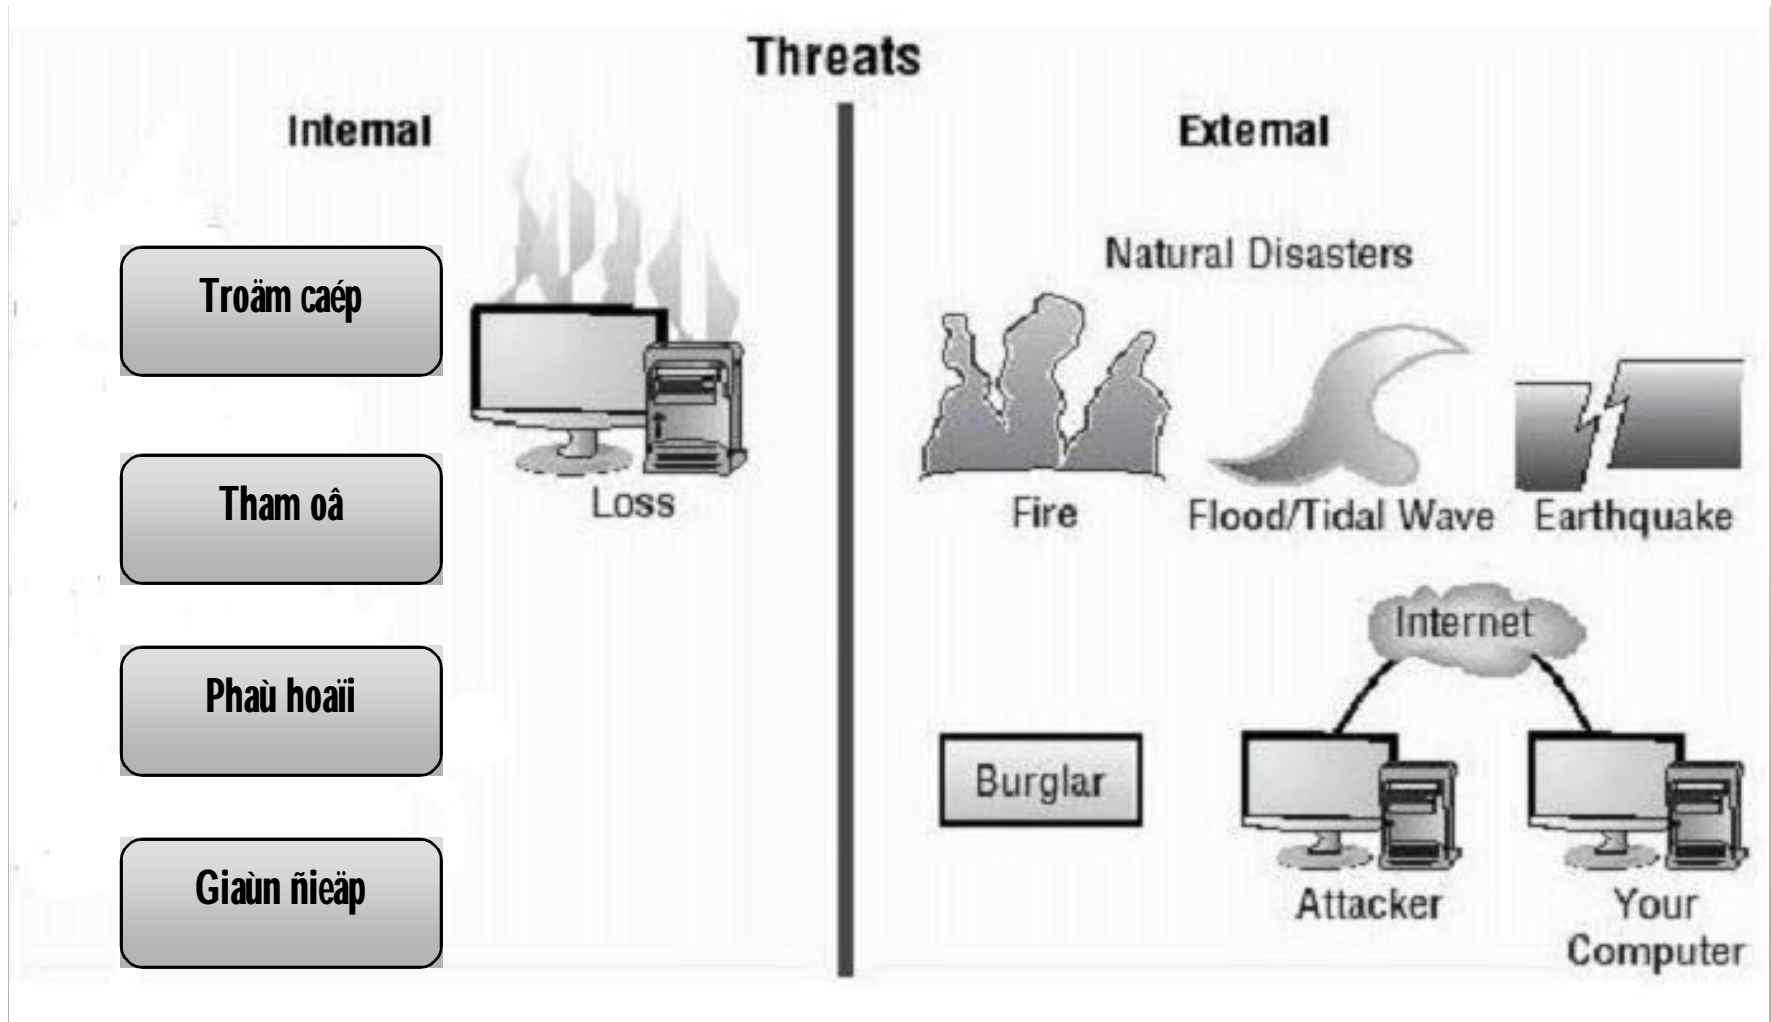 Threats
Internal
Troäm caép
Tham oâ
Phaù hoaïi
Giaùn ñieäp
Loss
External
Natural Disasters
Fire
Flood/Tidal Wave
Earthquake
Internet
Burglar
Attacker
Your
Computer